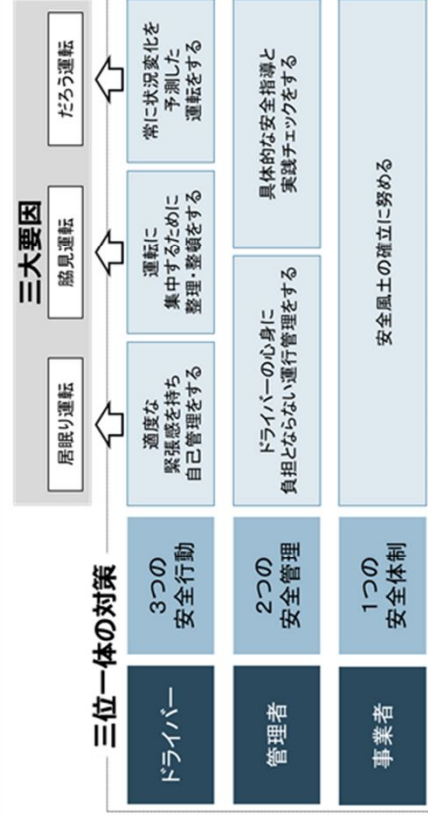 三大要因
居眠り運転
脇見運転
だろう運転
三位一体の対策
ドライバー
3つの
安全行動
適度な
緊張感を持ち
自己管理をする
運転に
集中するために
整理・整頓をする
常に状況変化を
予測した
運転をする
管理者
2つの
安全管理
ドライバーの心身に
負担とならない運行管理をする
具体的な安全指導と
実践チェックをする
事業者
1つの
安全体制
安全風土の確立に努める